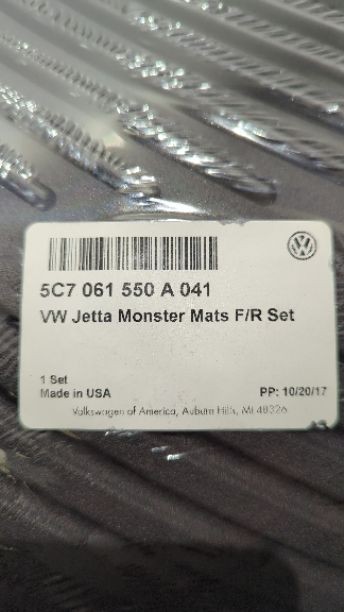 5C7 061 550 A 041
VW Jetta Monster Mats F/R Set
1 Set
Made in USA
PP: 10/20/17
Volkswagen of America, Auburn Hills, MI 48326